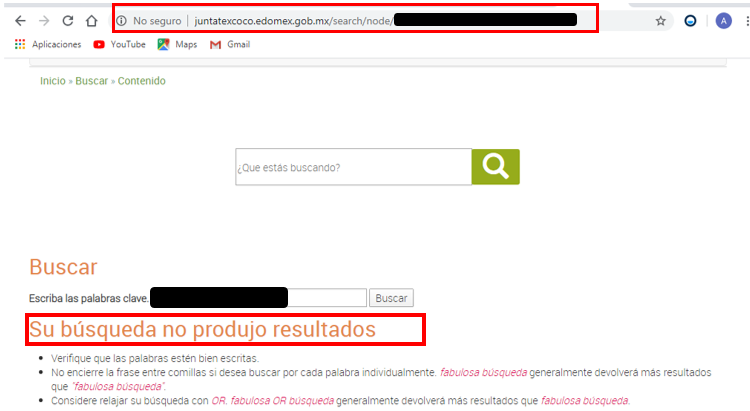 No seguro | juntatexcoco.edomex.gob.mx/search/node/
A
Aplicaciones YouTube Maps Gmail
Inicio » Buscar » Contenido
¿Que estás buscando?
Buscar
Escriba las palabras clave. Buscar
Su búsqueda no produjo resultados
Verifique que las palabras estén bien escritas.
No encierre la frase entre comillas si desea buscar por cada palabra individualmente. fabulosa búsqueda generalmente devolverá más resultados
que "fabulosa búsqueda".
Considere relajar su búsqueda con OR. fabulosa OR búsqueda generalmente devolverá más resultados que fabulosa búsqueda.